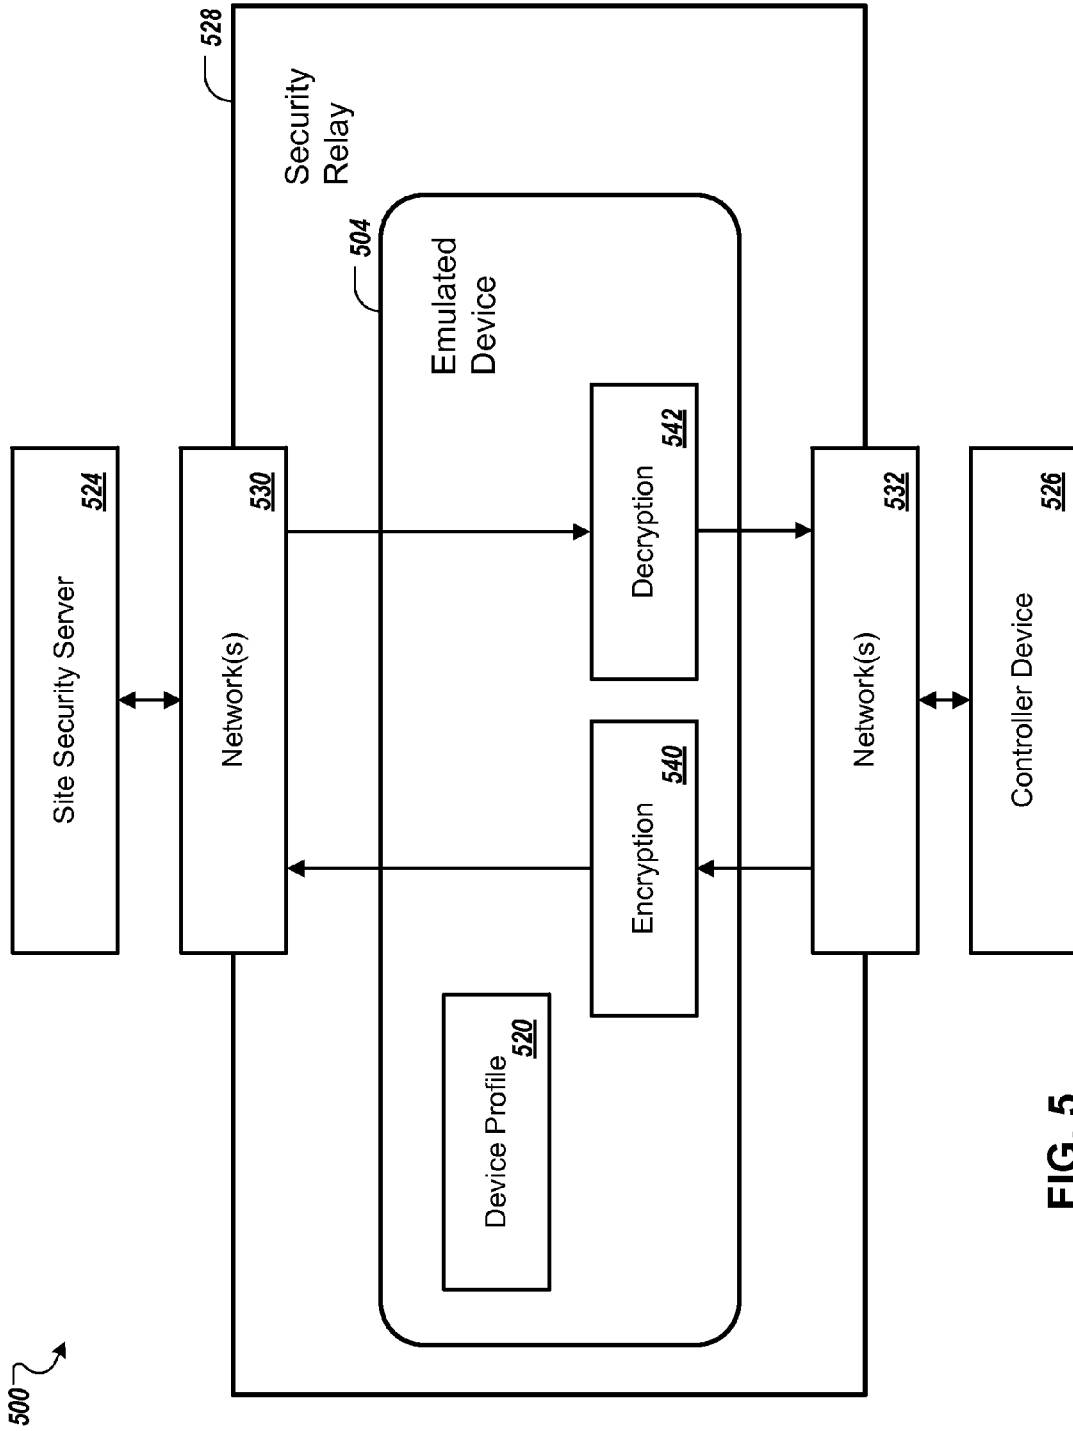 500
528
Security
Relay
504
Emulated
Device
Site Security Server
524
Network(s)
530
Device Profile
520
Encryption
540
Decryption
542
Network(s)
532
Controller Device
526
FIG. 5